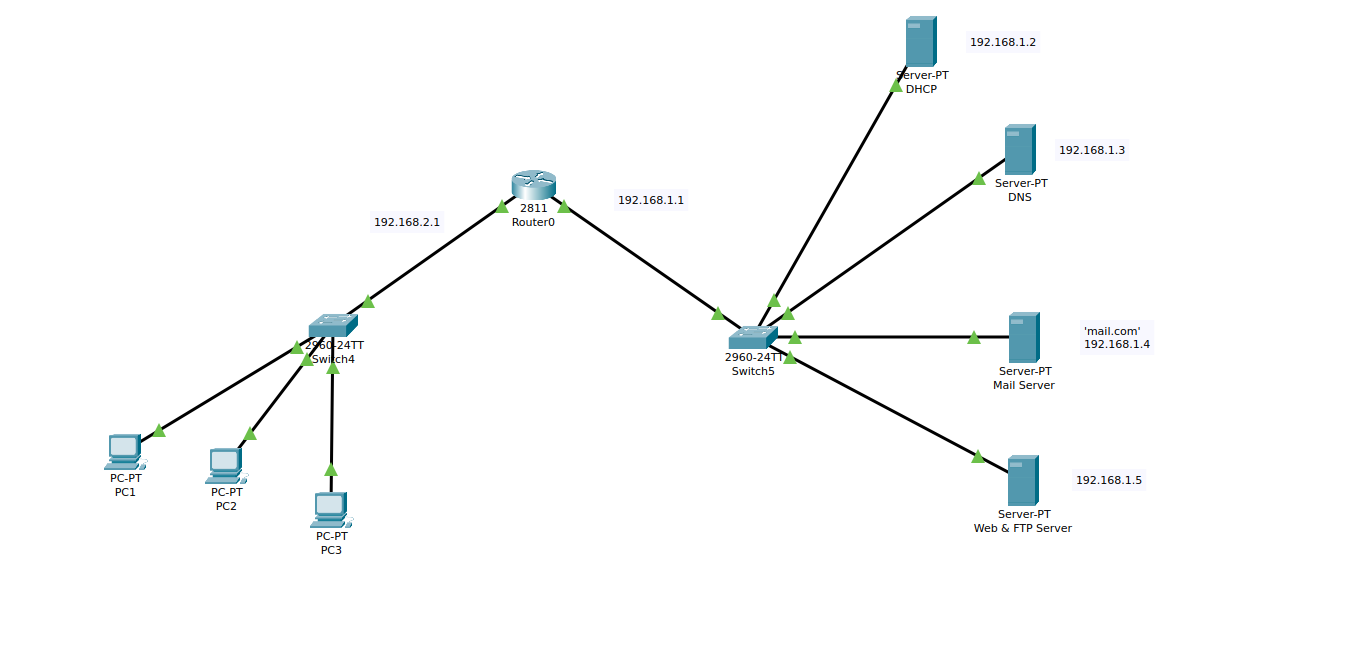 192.168.1.2
Server-PT
DHCP
192.168.1.3
Server-PT
DNS
192.168.1.1
2811
Router0
192.168.2.1
'mail.com'
192.168.1.4
2960-24TT
Switch4
2960-24TT
Switch5
Server-PT
Mail Server
PC-PT
PC1
PC-PT
PC2
192.168.1.5
PC-PT
PC3
Server-PT
Web & FTP Server